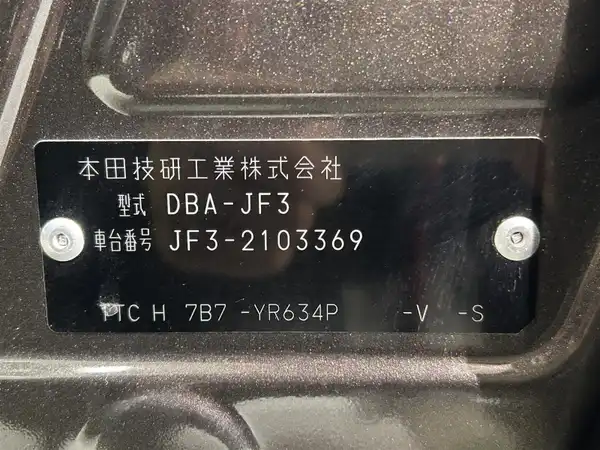 本田技研工業株式会社
型式 DBA-JF3
車台番号 JF3-2103369
TTC H 7B7 -YR634P -V -S